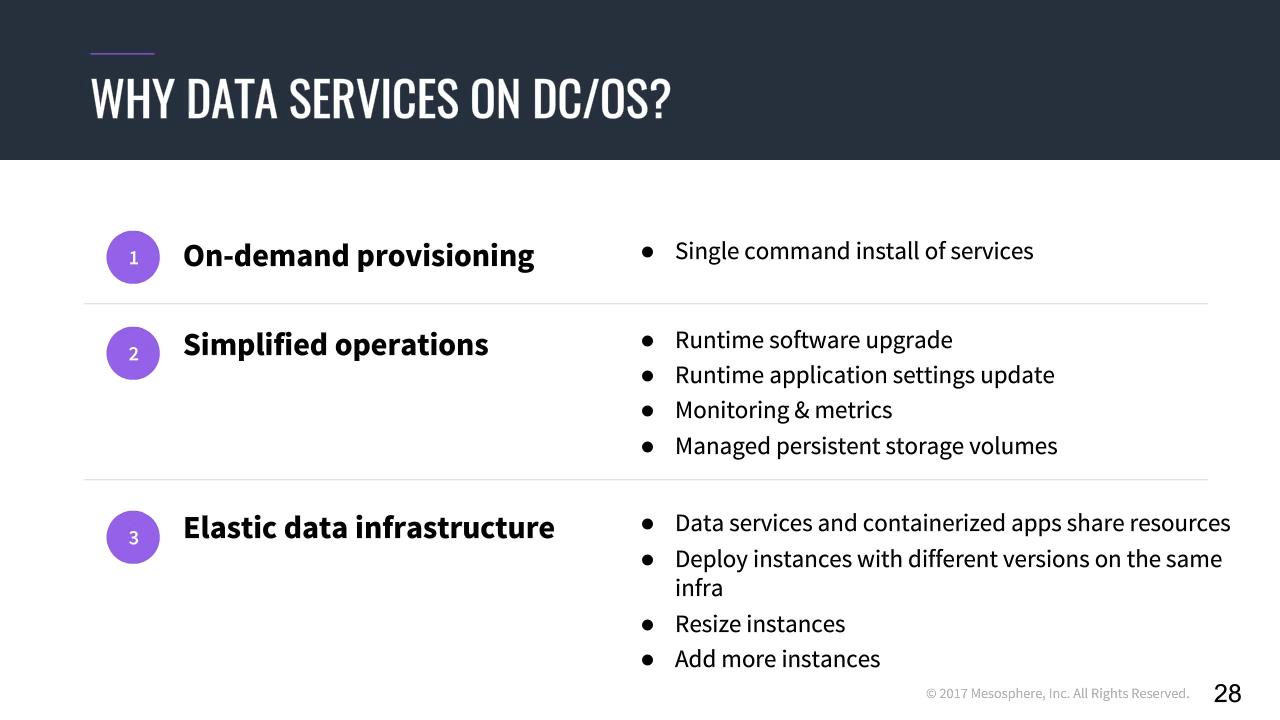 WHY DATA SERVICES ON DC/OS?
1
On-demand provisioning
● Single command install of services
2
Simplified operations
● Runtime software upgrade
● Runtime application settings update
● Monitoring & metrics
● Managed persistent storage volumes
3
Elastic data infrastructure
● Data services and containerized apps share resources
● Deploy instances with different versions on the same
infra
● Resize instances
● Add more instances
© 2017 Mesosphere, Inc. All Rights Reserved.
28